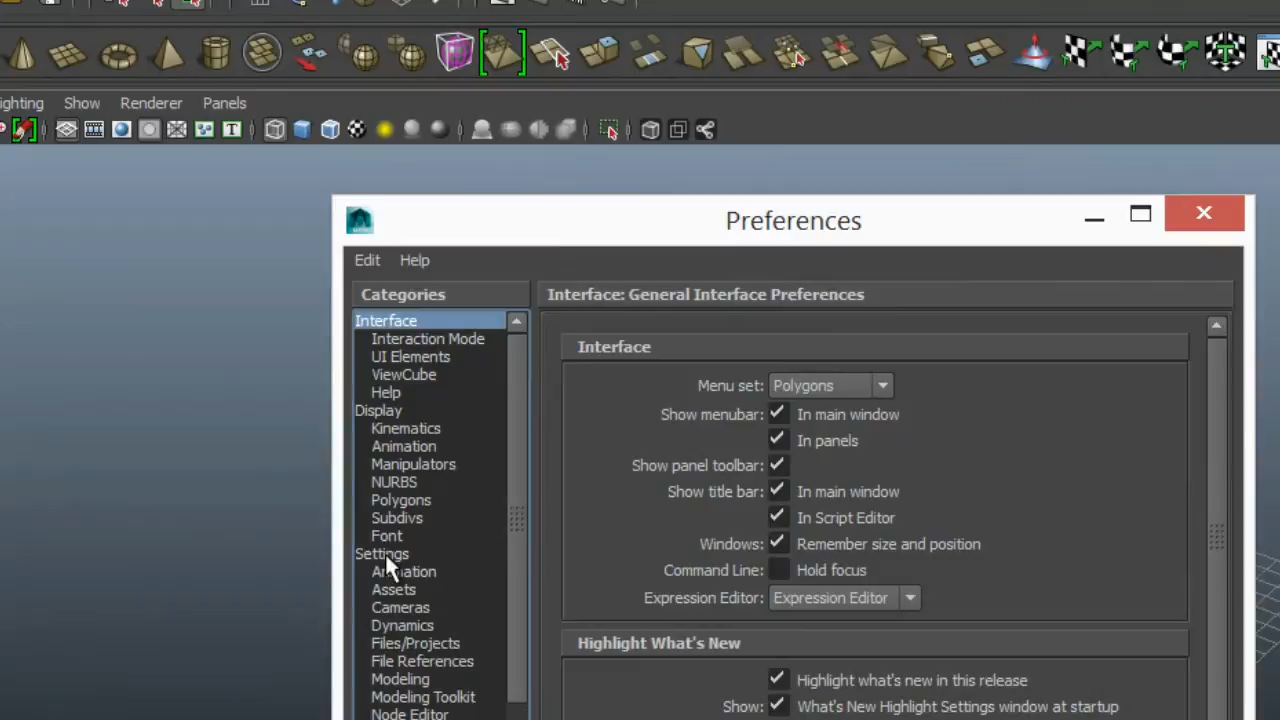 ighting Show Renderer Panels
T
Preferences
Edit Help
Categories
Interface: General Interface Preferences
Interface
Interaction Mode
UI Elements
ViewCube
Help
Display
Kinematics
Animation
Manipulators
NURBS
Polygons
Subdivs
Font
Settings
Animation
Assets
Cameras
Dynamics
Files/Projects
File References
Modeling
Modeling Toolkit
Node Editor
Interface
Menu set: Polygons
Show menubar: In main window
In panels
Show panel toolbar:
Show title bar: In main window
In Script Editor
Windows: Remember size and position
Command Line: Hold focus
Expression Editor: Expression Editor
Highlight What's New
Highlight what's new in this release
Show: What's New Highlight Settings window at startup